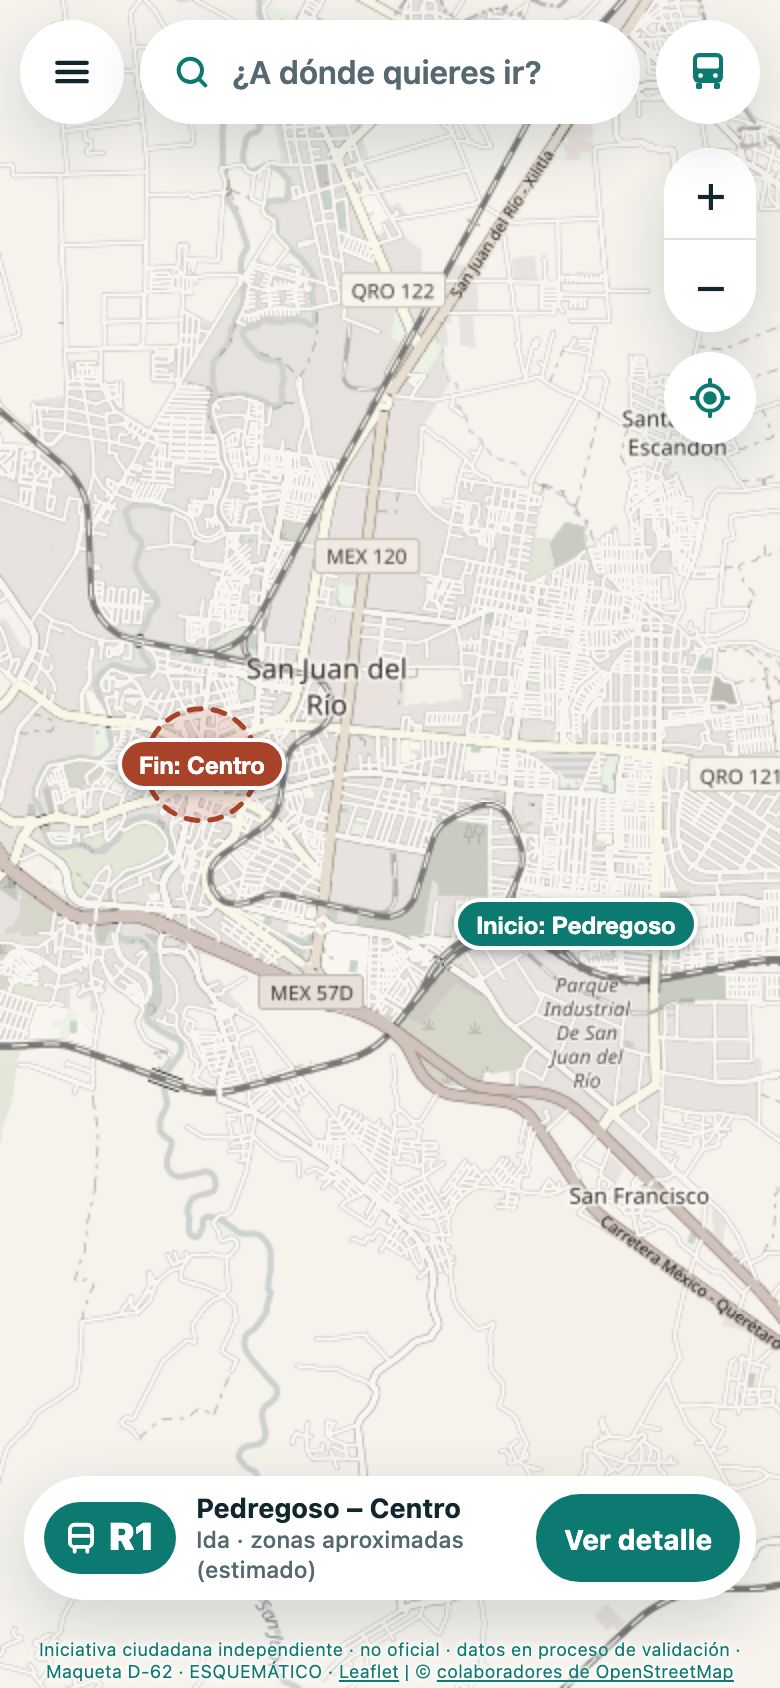 ¿A dónde quieres ir?
+
−
San Juan del Río - Xilitla
QRO 122
Escandón
MEX 120
San Juan del
Río
Fin: Centro
QRO 121
Inicio: Pedregoso
MEX 57D
Parque
Industrial
De San
Juan del
Río
San Francisco
Carretera México - Querétaro
R1
Pedregoso – Centro
Ida · zonas aproximadas
(estimado)
Ver detalle
Iniciativa ciudadana independiente · no oficial · datos en proceso de validación ·
Maqueta D-62 · ESQUEMÁTICO · Leaflet | © colaboradores de OpenStreetMap